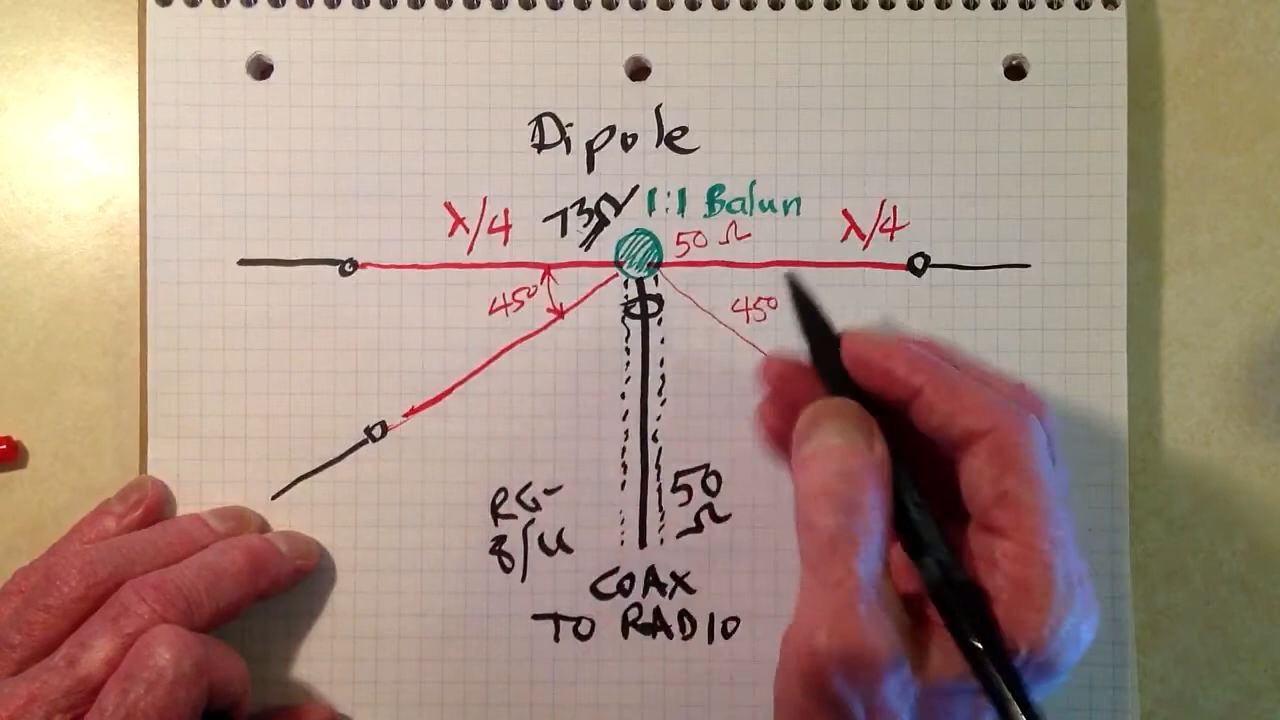 Dipole
λ/4 73Ω 1:1 Balun λ/4
50 Ω
45° 45°
RG- 50
8/U Ω
COAX
TO RADIO